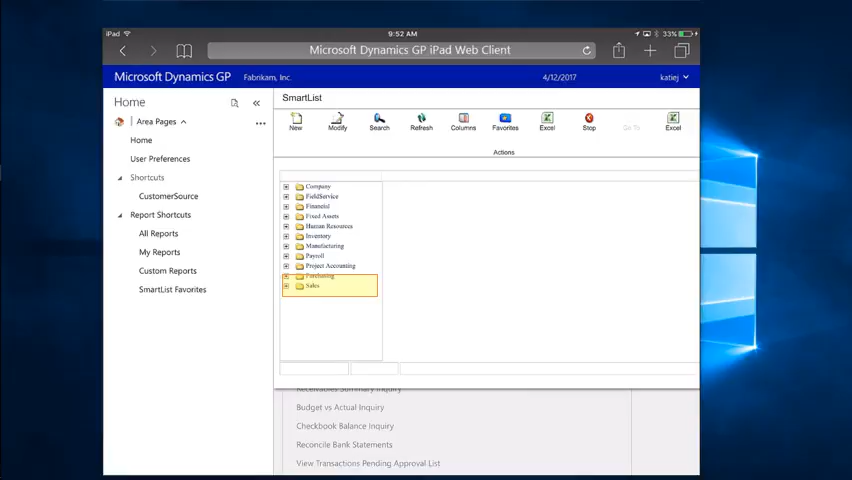 iPad
9:52 AM
33%
Microsoft Dynamics GP iPad Web Client
Microsoft Dynamics GP
Fabrikam, Inc.
4/12/2017
katiej
Home
Area Pages
Home
User Preferences
Shortcuts
CustomerSource
Report Shortcuts
All Reports
My Reports
Custom Reports
SmartList Favorites
SmartList
New
Modify
Search
Refresh
Columns
Favorites
Excel
Stop
Go To
Excel
Actions
Company
FieldService
Financial
Fixed Assets
Human Resources
Inventory
Manufacturing
Payroll
Project Accounting
Purchasing
Sales
Receivables Summary Inquiry
Budget vs Actual Inquiry
Checkbook Balance Inquiry
Reconcile Bank Statements
View Transactions Pending Approval List